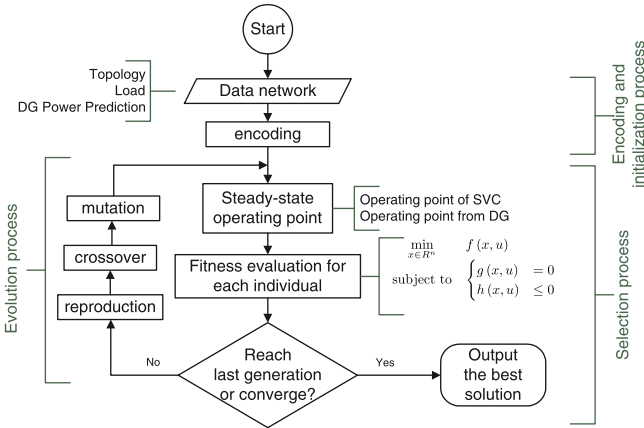 Start
Topology
Load
DG Power Prediction
Data network
encoding
Encoding and
initialization process
Steady-state
operating point
Operating point of SVC
Operating point from DG
mutation
crossover
reproduction
Evolution process
Fitness evaluation for
each individual
min f (x, u)
x∈Rⁿ
subject to { g (x, u) = 0
h (x, u) ≤ 0
Selection process
Reach
last generation
or converge?
No
Yes
Output
the best
solution